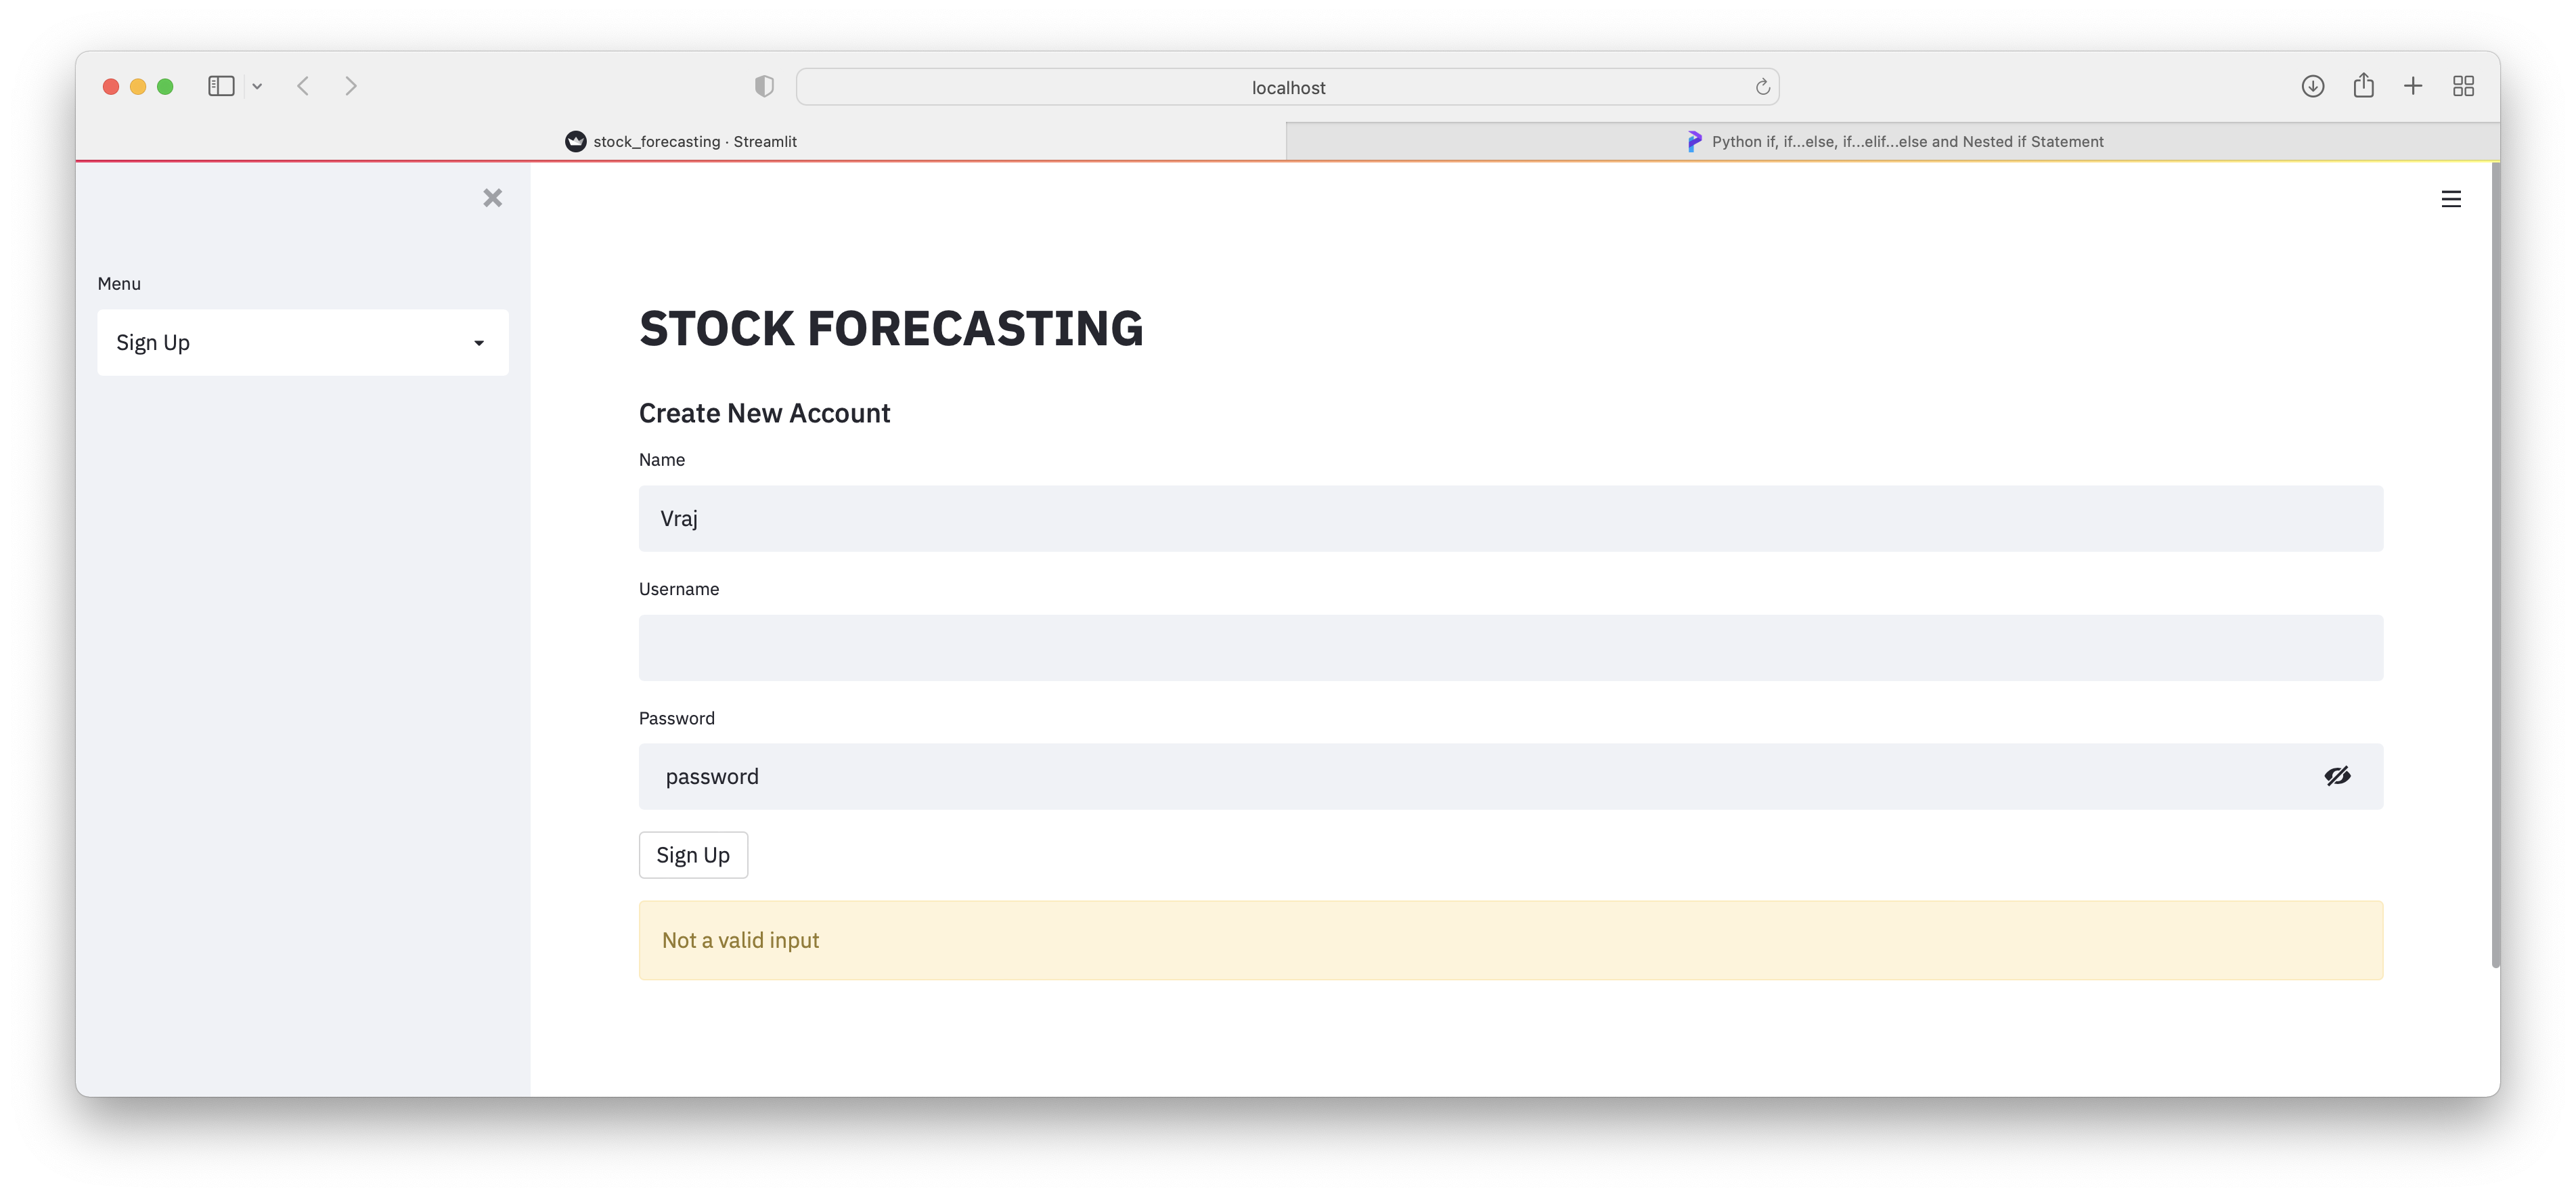 localhost
stock_forecasting · Streamlit
Python if, if...else, if...elif...else and Nested if Statement
Menu
Sign Up
STOCK FORECASTING
Create New Account
Name
Vraj
Username
Password
password
Sign Up
Not a valid input